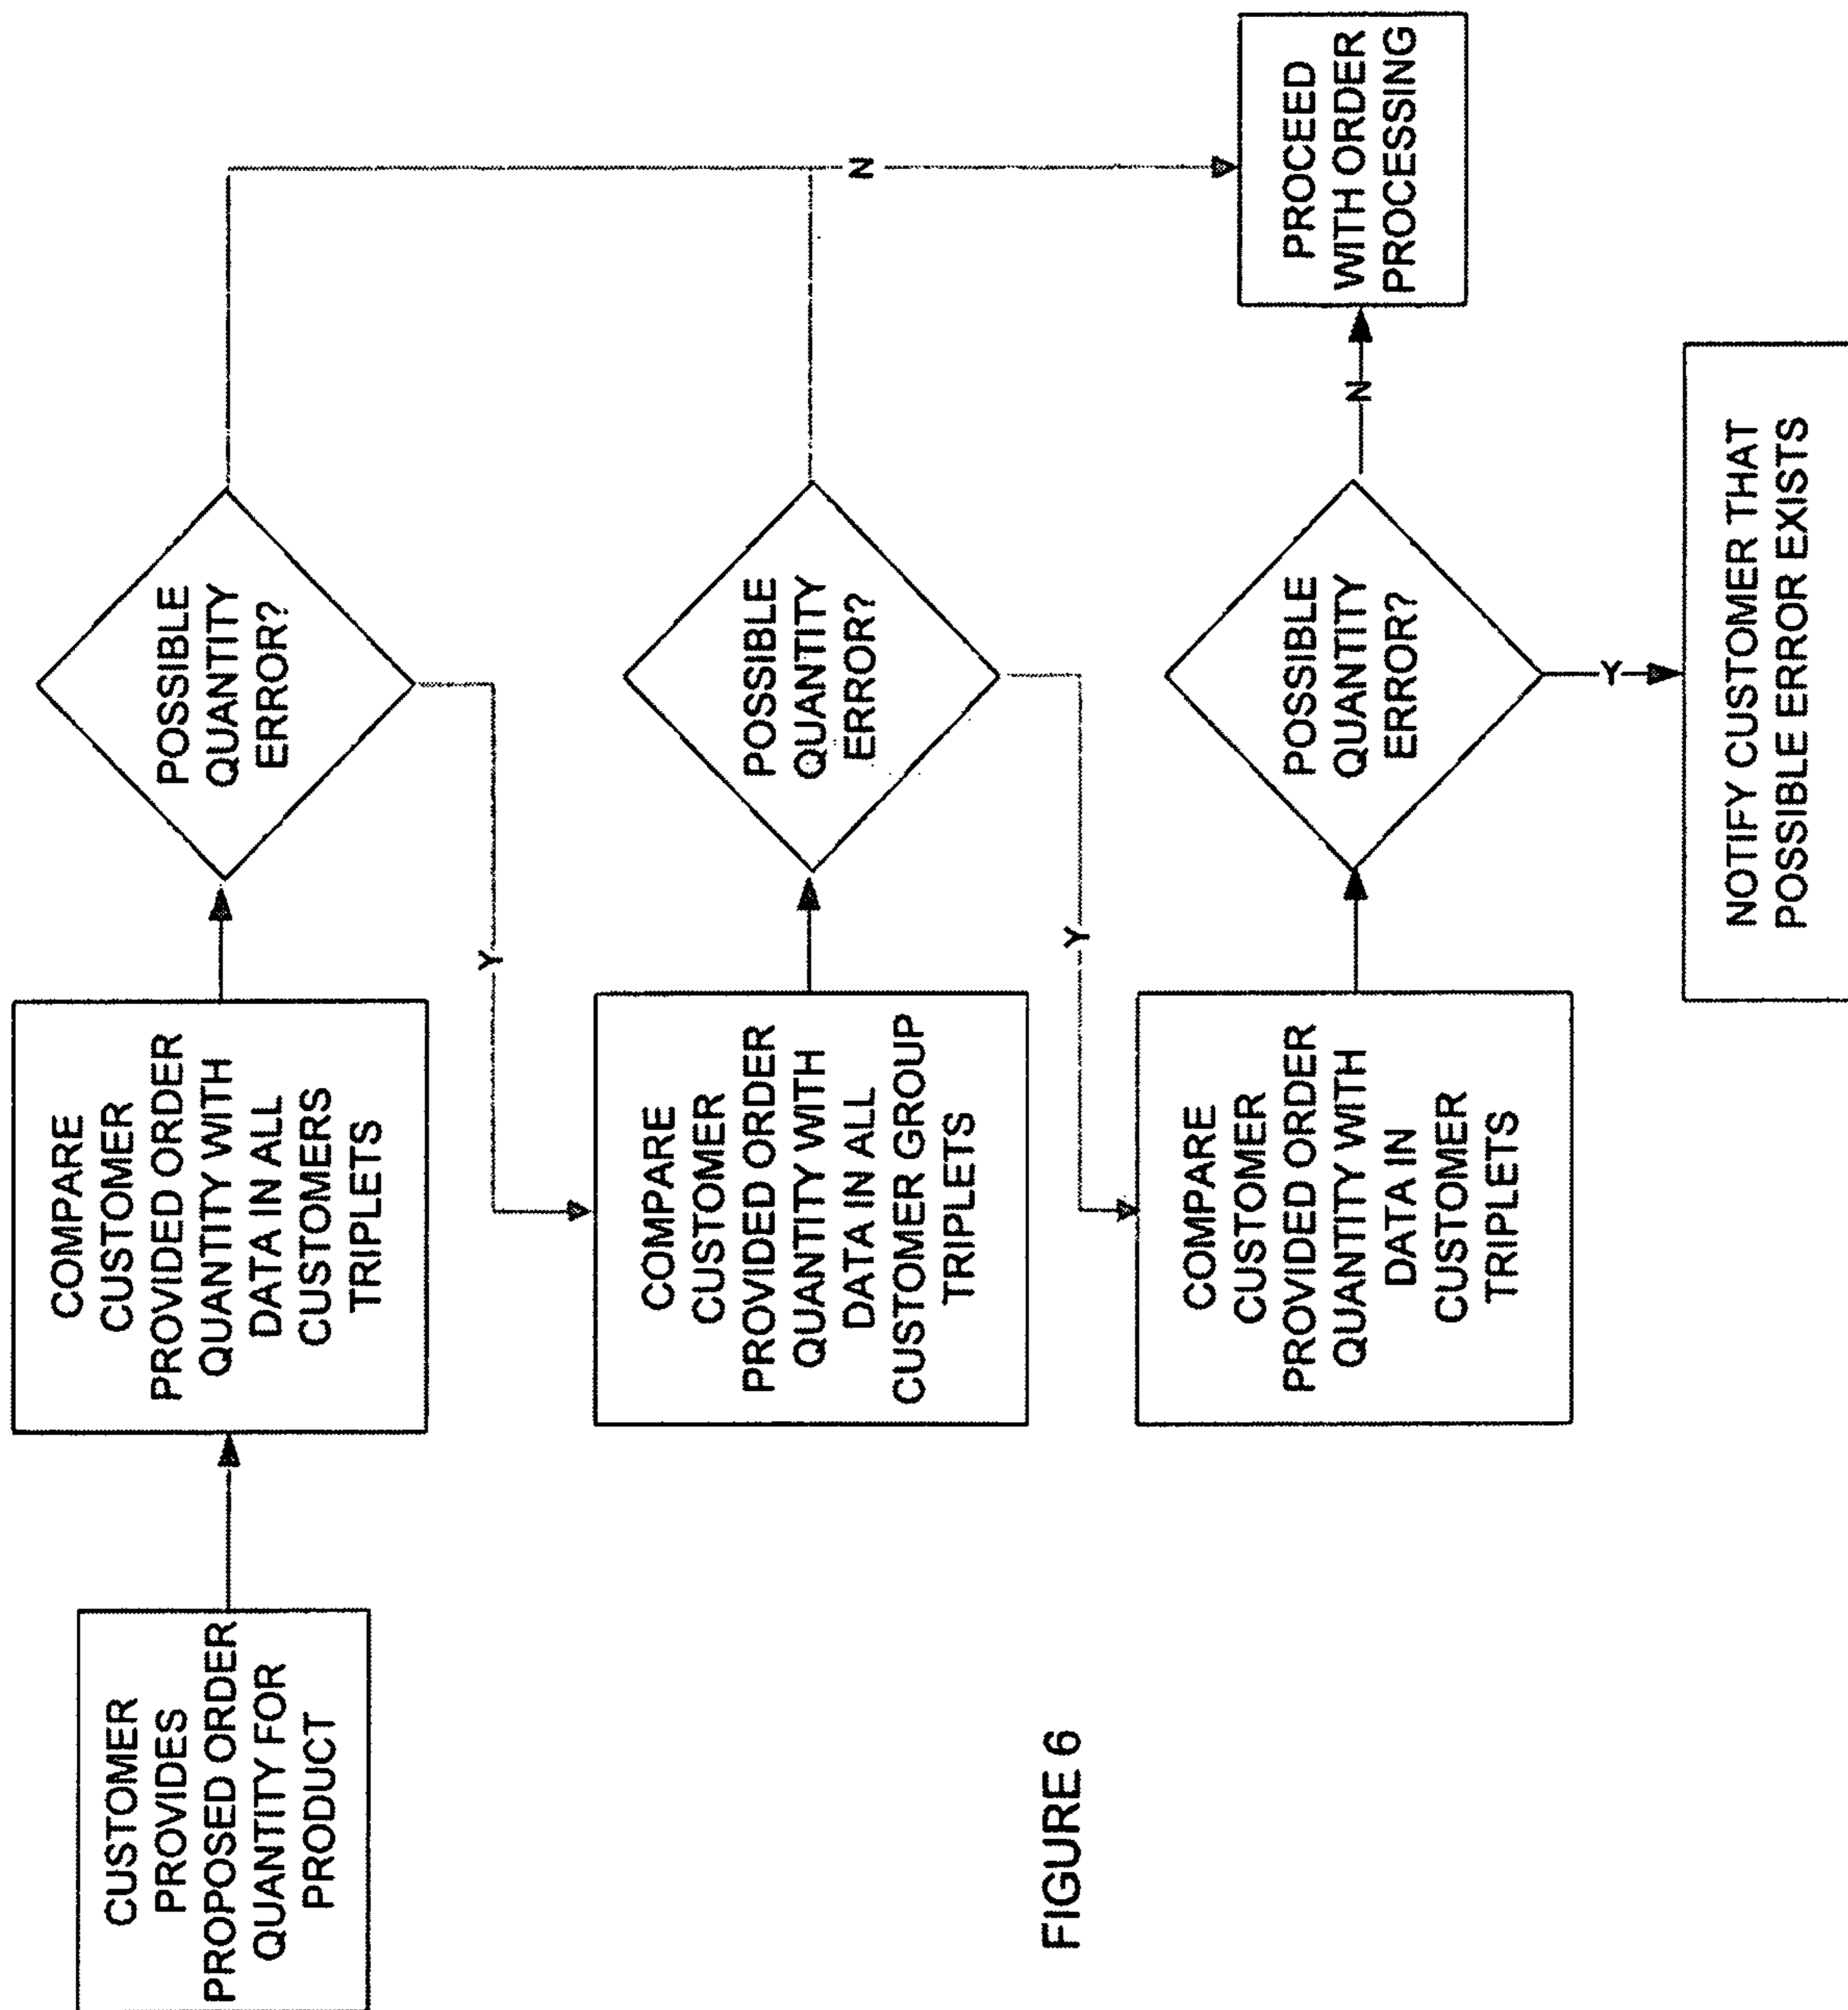 CUSTOMER
PROVIDES
PROPOSED ORDER
QUANTITY FOR
PRODUCT
COMPARE
CUSTOMER
PROVIDED ORDER
QUANTITY WITH
DATA IN ALL
CUSTOMERS
TRIPLETS
POSSIBLE
QUANTITY
ERROR?
Y
N
COMPARE
CUSTOMER
PROVIDED ORDER
QUANTITY WITH
DATA IN ALL
CUSTOMER GROUP
TRIPLETS
POSSIBLE
QUANTITY
ERROR?
Y
COMPARE
CUSTOMER
PROVIDED ORDER
QUANTITY WITH
DATA IN
CUSTOMER
TRIPLETS
POSSIBLE
QUANTITY
ERROR?
N
PROCEED
WITH ORDER
PROCESSING
Y
NOTIFY CUSTOMER THAT
POSSIBLE ERROR EXISTS
FIGURE 6